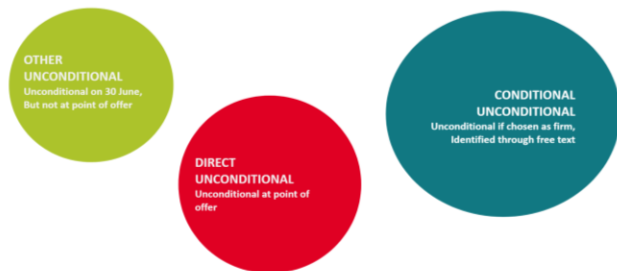 OTHER
UNCONDITIONAL
Unconditional on 30 June,
But not at point of offer
DIRECT
UNCONDITIONAL
Unconditional at point of
offer
CONDITIONAL
UNCONDITIONAL
Unconditional if chosen as firm,
Identified through free text